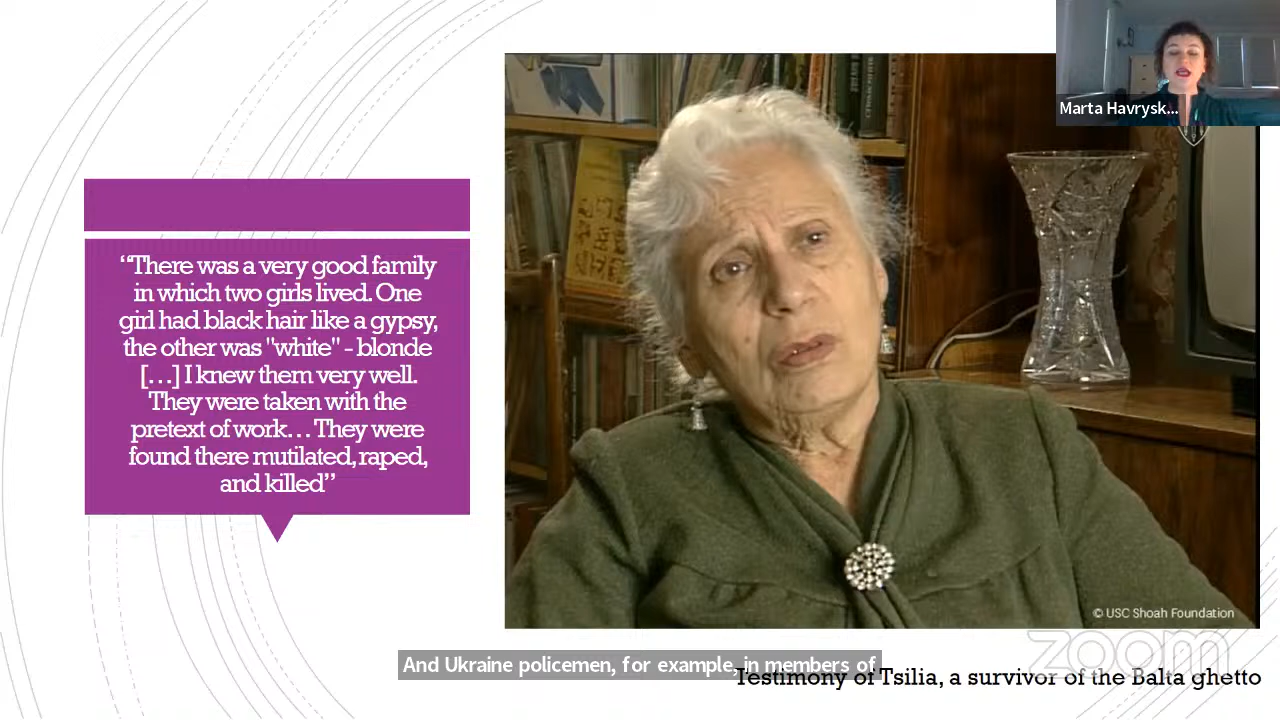 Marta Havrysk...
“There was a very good family
in which two girls lived. One
girl had black hair like a gypsy,
the other was "white" - blonde
[…] I knew them very well.
They were taken with the
pretext of work… They were
found there mutilated, raped,
and killed”
© USC Shoah Foundation
zoom
And Ukraine policemen, for example, in members of
Testimony of Tsilia, a survivor of the Balta ghetto